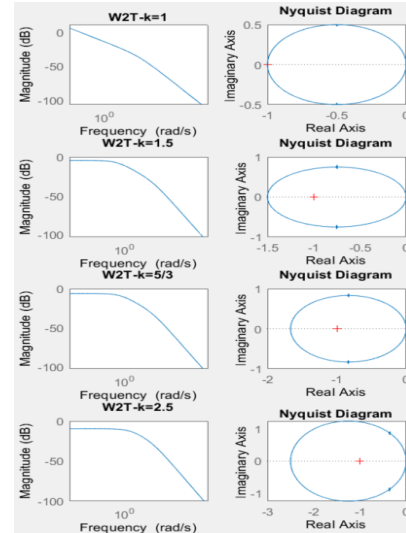 W2T-k=1
Nyquist Diagram
Magnitude (dB)
0
-50
-100
10⁰
Frequency (rad/s)
Imaginary Axis
0.5
0
-0.5
-1
-0.5
0
Real Axis
W2T-k=1.5
Nyquist Diagram
Magnitude (dB)
0
-50
-100
10⁰
Frequency (rad/s)
Imaginary Axis
1
0
-1
-1.5
-1
-0.5
0
Real Axis
W2T-k=5/3
Nyquist Diagram
Magnitude (dB)
0
-50
-100
10⁰
Frequency (rad/s)
Imaginary Axis
1
0
-1
-2
-1
0
Real Axis
W2T-k=2.5
Nyquist Diagram
Magnitude (dB)
0
-50
-100
10⁰
Frequency (rad/s)
Imaginary Axis
1
0
-1
-3
-2
-1
0
Real Axis